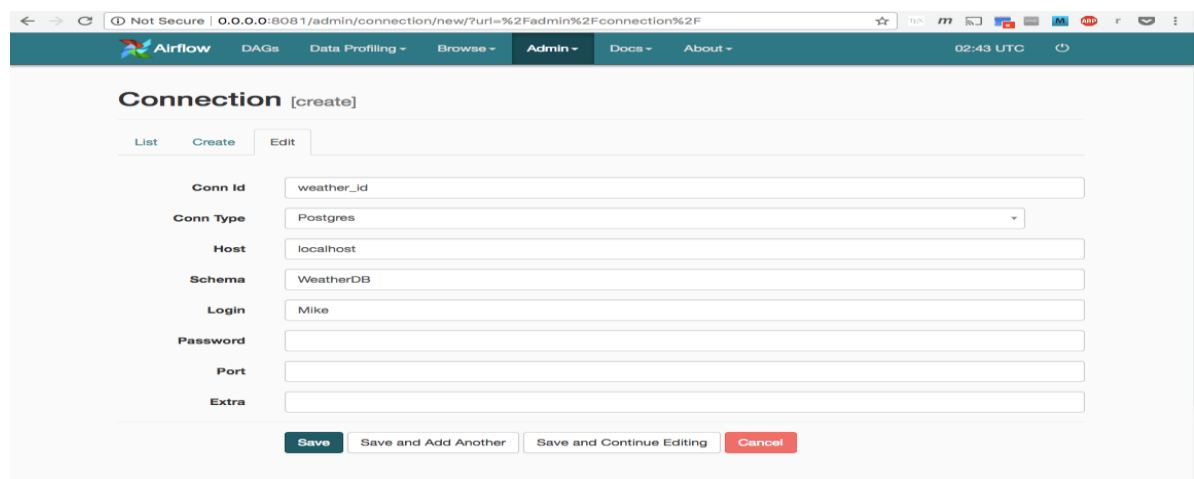 Not Secure | 0.0.0.0:8081/admin/connection/new/?url=%2Fadmin%2Fconnection%2F
Airflow DAGs Data Profiling Browse Admin Docs About 02:43 UTC
Connection [create]
List Create Edit
Conn Id weather_id
Conn Type Postgres
Host localhost
Schema WeatherDB
Login Mike
Password
Port
Extra
Save Save and Add Another Save and Continue Editing Cancel